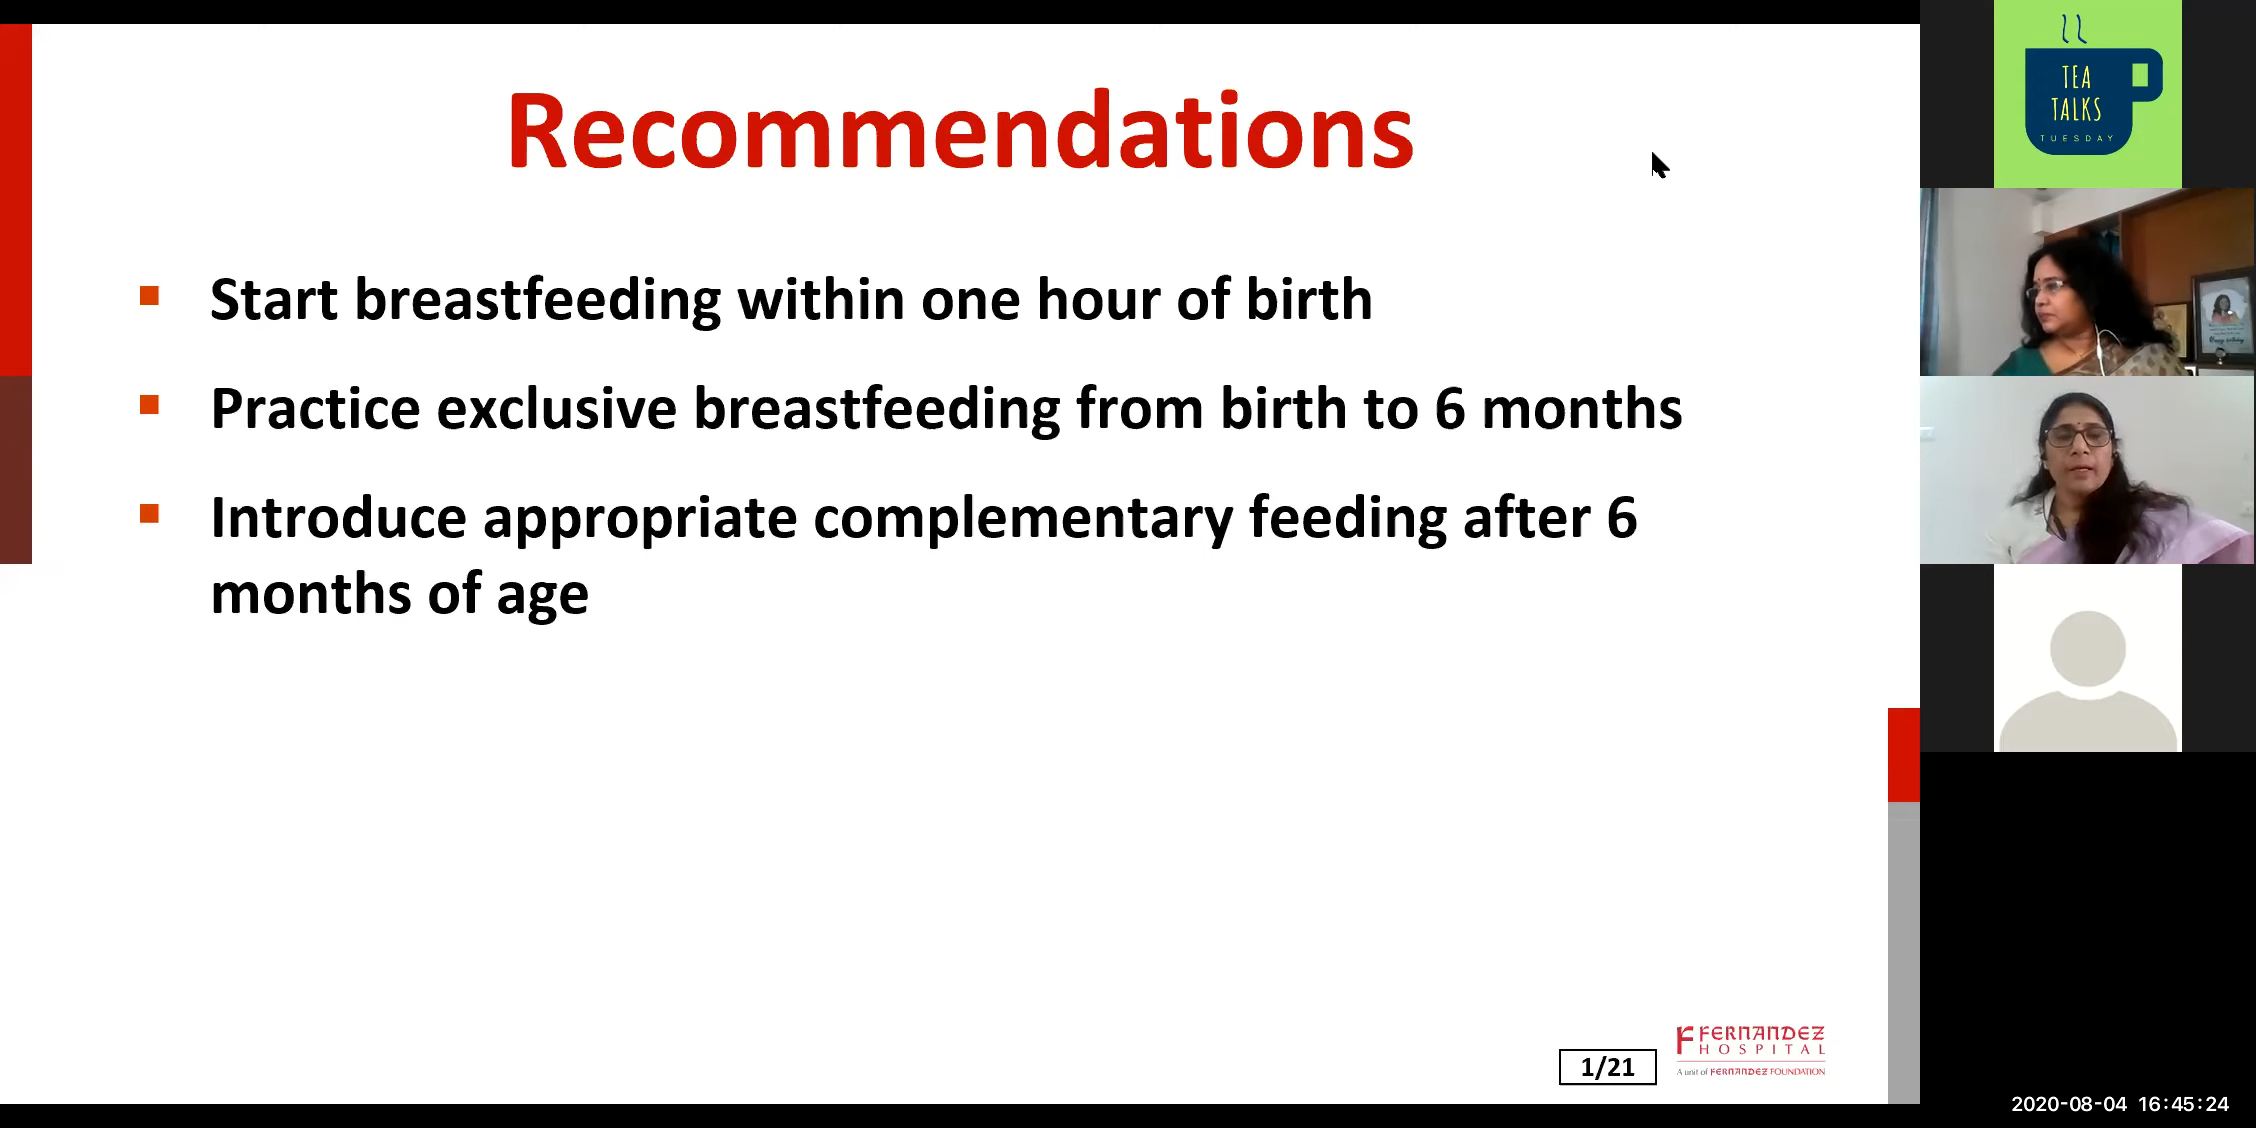 Recommendations
Start breastfeeding within one hour of birth
Practice exclusive breastfeeding from birth to 6 months
Introduce appropriate complementary feeding after 6
months of age
1/21
FERNANDEZ
HOSPITAL
A unit of FERNANDEZ FOUNDATION
TEA
TALKS
TUESDAY
2020-08-04 16:45:24